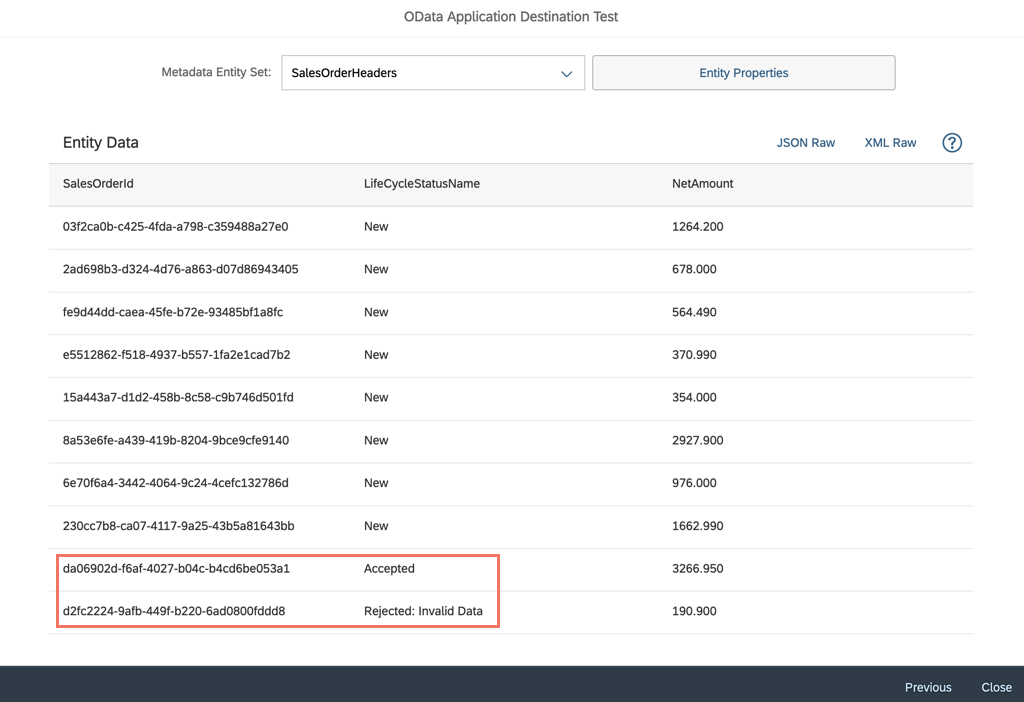 OData Application Destination Test
Metadata Entity Set: SalesOrderHeaders Entity Properties
Entity Data JSON Raw XML Raw ?
SalesOrderId LifeCycleStatusName NetAmount
03f2ca0b-c425-4fda-a798-c359488a27e0 New 1264.200
2ad698b3-d324-4d76-a863-d07d86943405 New 678.000
fe9d44dd-caea-45fe-b72e-93485bf1a8fc New 564.490
e5512862-f518-4937-b557-1fa2e1cad7b2 New 370.990
15a443a7-d1d2-458b-8c58-c9b746d501fd New 354.000
8a53e6fe-a439-419b-8204-9bce9cfe9140 New 2927.900
6e70f6a4-3442-4064-9c24-4cefc132786d New 976.000
230cc7b8-ca07-4117-9a25-43b5a81643bb New 1662.990
da06902d-f6af-4027-b04c-b4cd6be053a1 Accepted 3266.950
d2fc2224-9afb-449f-b220-6ad0800fddd8 Rejected: Invalid Data 190.900
Previous Close